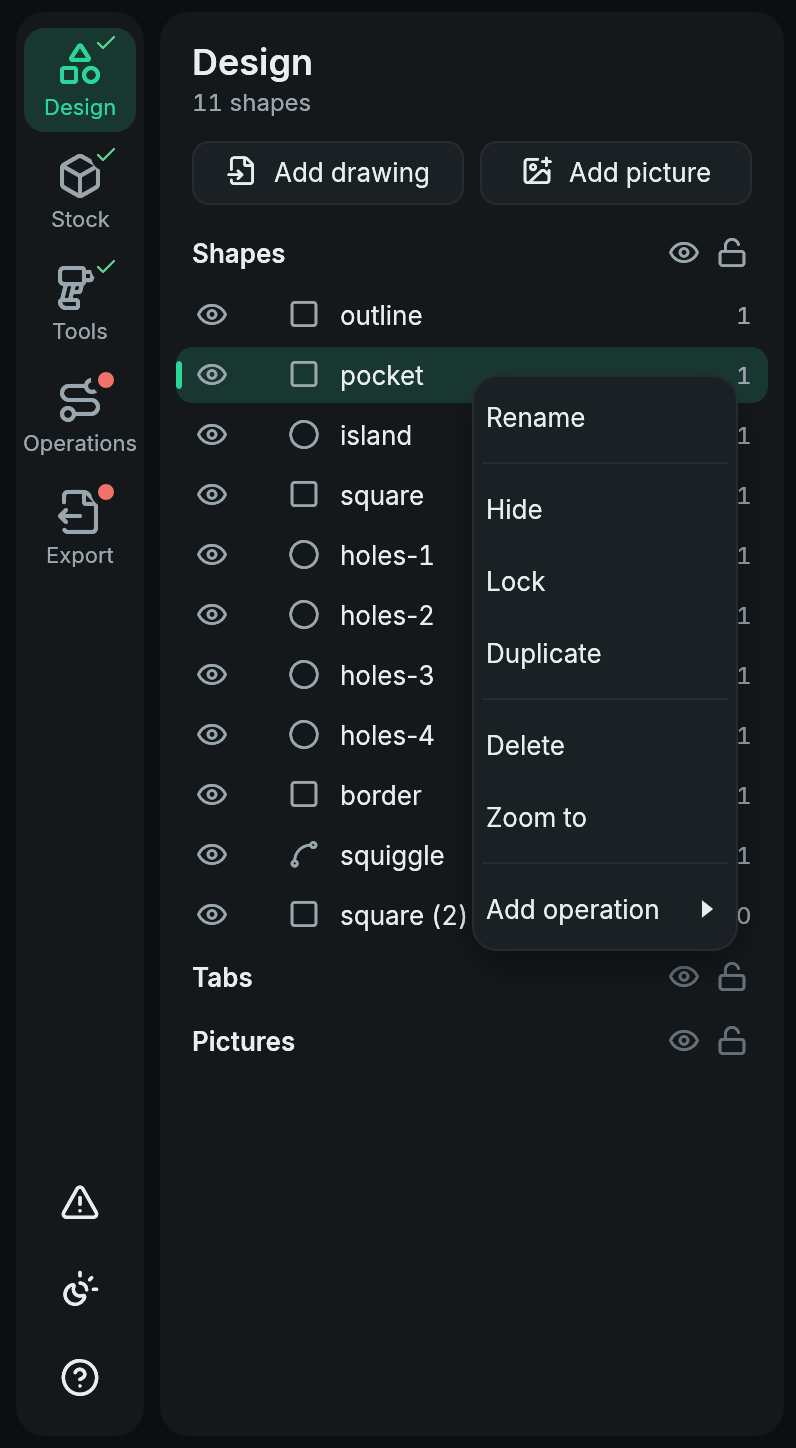 Design
Stock
Tools
Operations
Export
Design
11 shapes
Add drawing
Add picture
Shapes
outline 1
pocket 1
island 1
square 1
holes-1 1
holes-2 1
holes-3 1
holes-4 1
border 1
squiggle 1
square (2) 0
Rename
Hide
Lock
Duplicate
Delete
Zoom to
Add operation
Tabs
Pictures